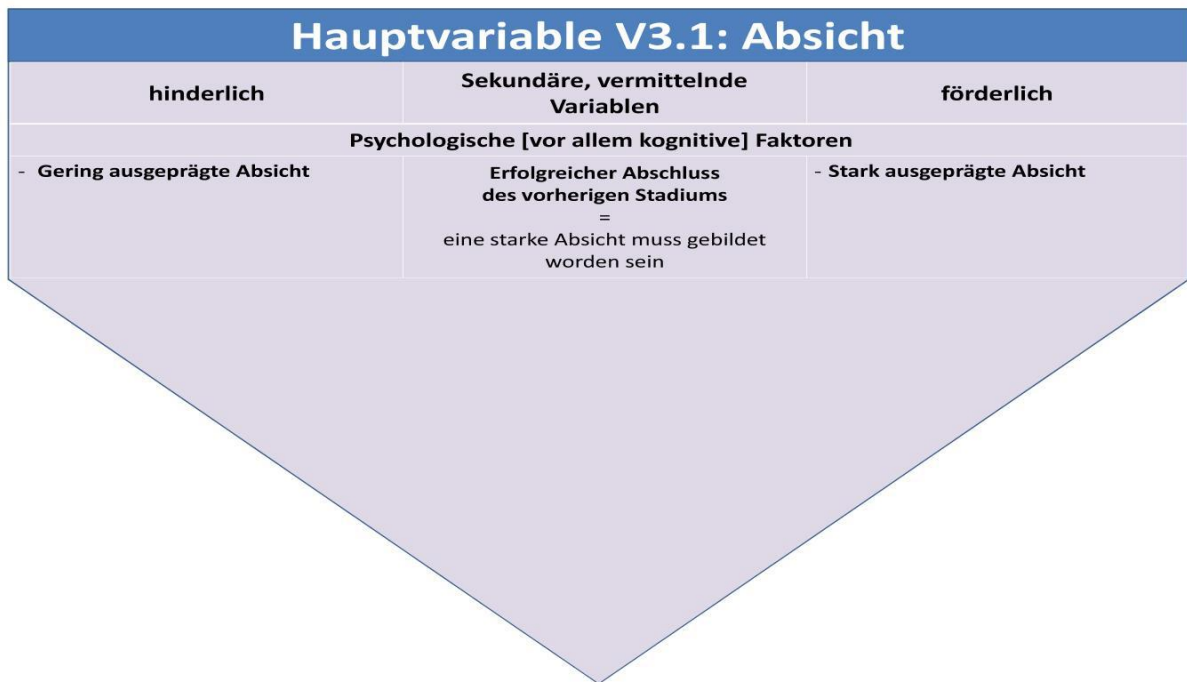 Hauptvariable V3.1: Absicht
hinderlich
Sekundäre, vermittelnde
Variablen
förderlich
Psychologische [vor allem kognitive] Faktoren
- Gering ausgeprägte Absicht
Erfolgreicher Abschluss
des vorherigen Stadiums
=
eine starke Absicht muss gebildet
worden sein
- Stark ausgeprägte Absicht